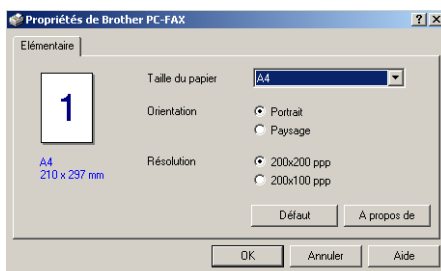 Propriétés de Brother PC-FAX
Elémentaire
1
A4
210 x 297 mm
Taille du papier
A4
Orientation
Portrait
Paysage
Résolution
200x200 ppp
200x100 ppp
Défaut
A propos de
OK
Annuler
Aide